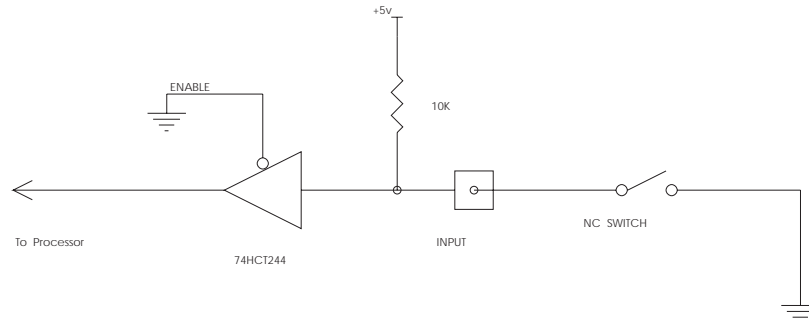 +5v
ENABLE
10K
NC SWITCH
To Processor
INPUT
74HCT244